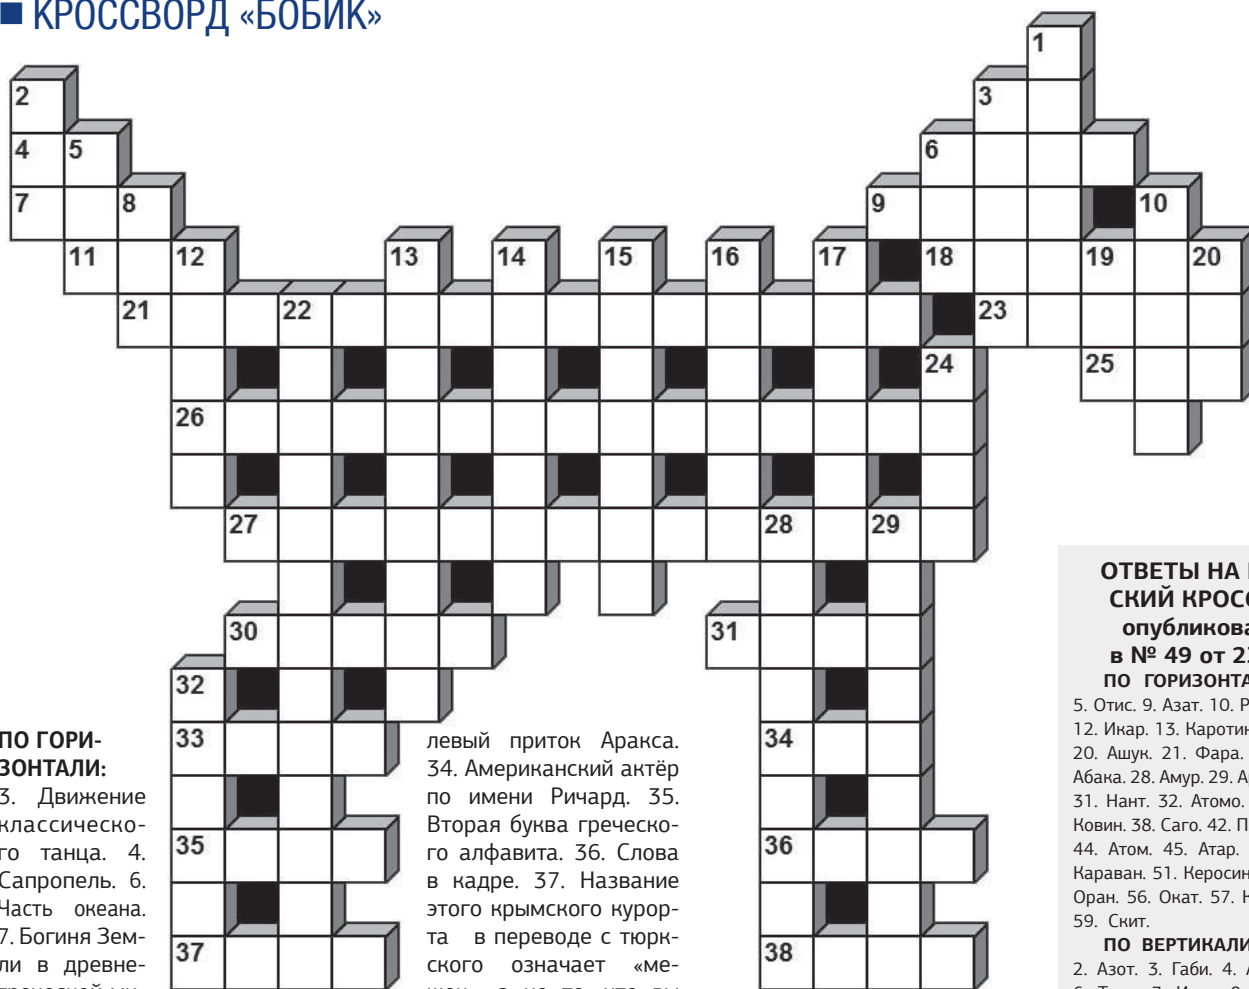 КРОССВОРД «БОБИК»
1
2
3
4 5
6
7 8
9
10
11 12 13 14 15 16 17 18 19 20
21 22 23
24 25
26
27 28 29
30 31
32
33 34
35 36
37 38
ПО ГОРИ-
ЗОНТАЛИ:
3. Движение
классическо-
го танца. 4.
Сапропель. 6.
Часть океана.
7. Богиня Зем-
ли в древне-
левый приток Аракса.
34. Американский актёр
по имени Ричард. 35.
Вторая буква греческо-
го алфавита. 36. Слова
в кадре. 37. Название
этого крымского курор-
та в переводе с тюрк-
ского означает «ме-
ОТВЕТЫ НА
СКИЙ КРОСС
опубликова
в № 49 от
ПО ГОРИЗОНТА
5. Отис. 9. Азат. 10. Р
12. Икар. 13. Каротин
20. Ашук. 21. Фара.
Абака. 28. Амур. 29. А
31. Нант. 32. Атомо.
Ковин. 38. Саго. 42. П
44. Атом. 45. Атар.
Караван. 51. Керосин
Оран. 56. Окат. 57. Н
59. Скит.
ПО ВЕРТИКАЛИ
2. Азот. 3. Габи. 4.